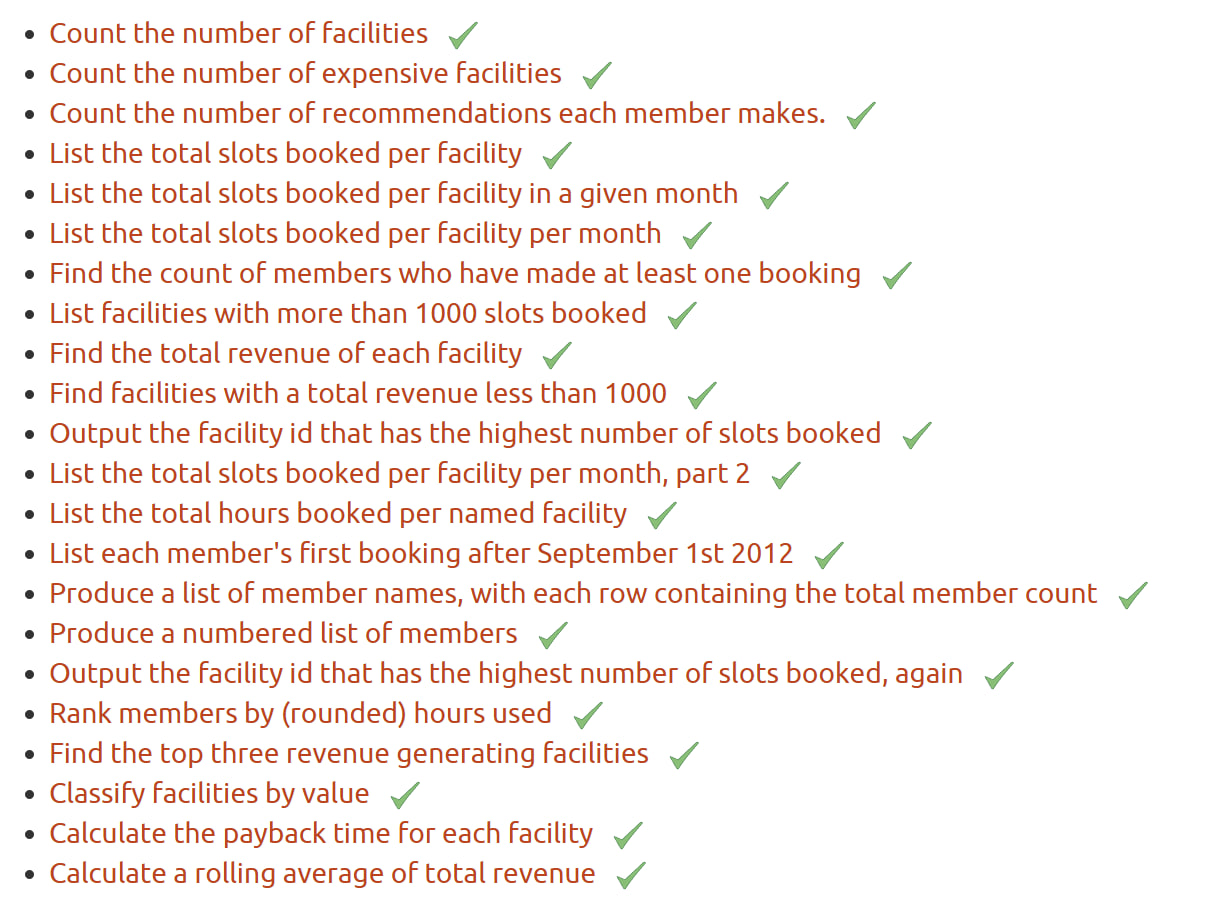 Count the number of facilities
Count the number of expensive facilities
Count the number of recommendations each member makes.
List the total slots booked per facility
List the total slots booked per facility in a given month
List the total slots booked per facility per month
Find the count of members who have made at least one booking
List facilities with more than 1000 slots booked
Find the total revenue of each facility
Find facilities with a total revenue less than 1000
Output the facility id that has the highest number of slots booked
List the total slots booked per facility per month, part 2
List the total hours booked per named facility
List each member's first booking after September 1st 2012
Produce a list of member names, with each row containing the total member count
Produce a numbered list of members
Output the facility id that has the highest number of slots booked, again
Rank members by (rounded) hours used
Find the top three revenue generating facilities
Classify facilities by value
Calculate the payback time for each facility
Calculate a rolling average of total revenue